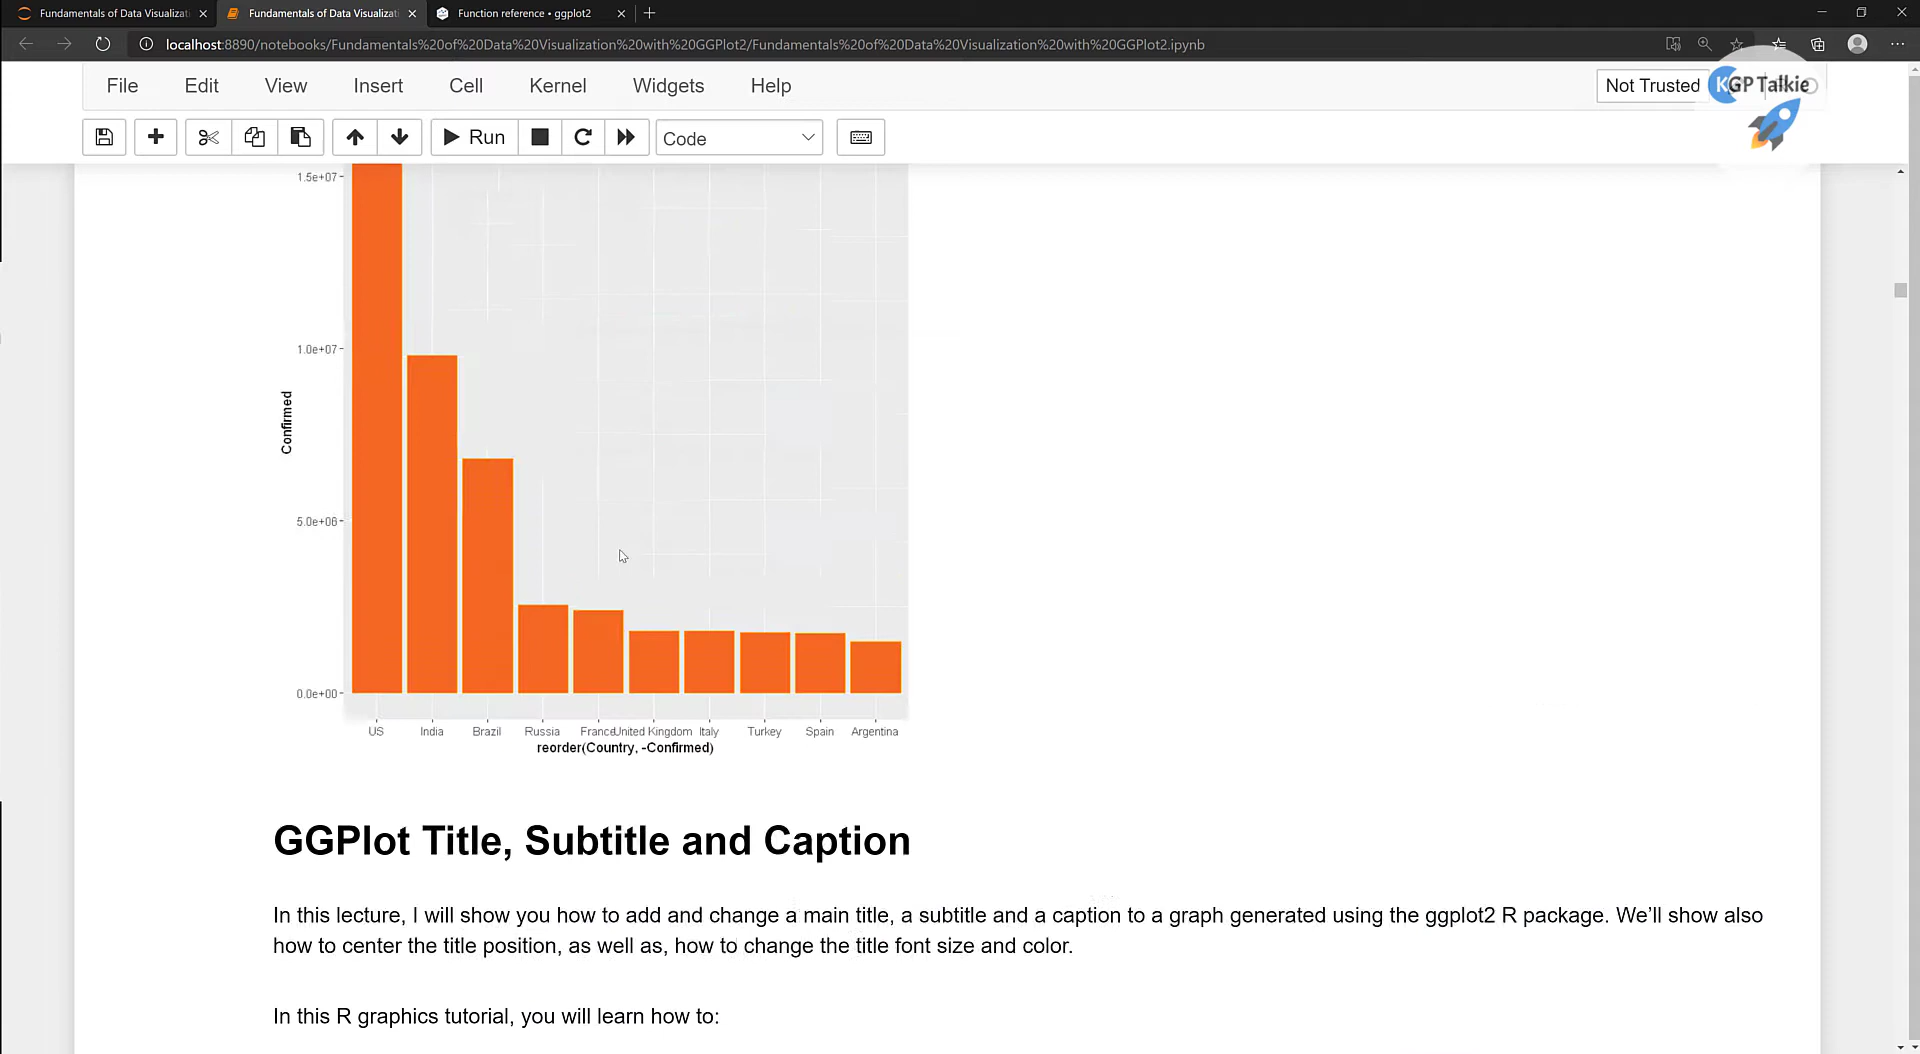 Fundamentals of Data Visualizati
Fundamentals of Data Visualizati
Function reference • ggplot2
localhost:8890/notebooks/Fundamentals%20of%20Data%20Visualization%20with%20GGPlot2/Fundamentals%20of%20Data%20Visualization%20with%20GGPlot2.ipynb
File Edit View Insert Cell Kernel Widgets Help
Not Trusted
KGP Talkie
Run
Code
1.5e+07
1.0e+07
Confirmed
5.0e+06
0.0e+00
US India Brazil Russia France United Kingdom Italy Turkey Spain Argentina
reorder(Country, -Confirmed)
GGPlot Title, Subtitle and Caption
In this lecture, I will show you how to add and change a main title, a subtitle and a caption to a graph generated using the ggplot2 R package. We’ll show also
how to center the title position, as well as, how to change the title font size and color.
In this R graphics tutorial, you will learn how to: